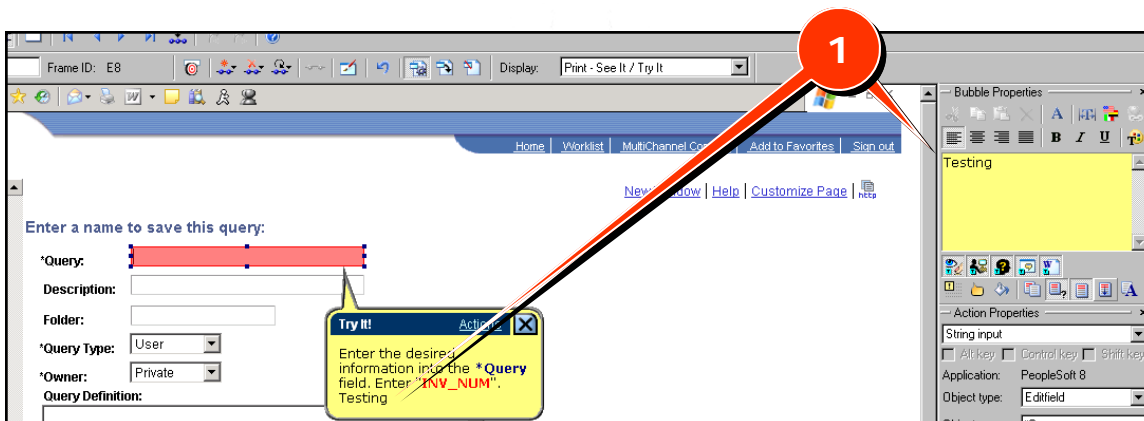 1
Frame ID: E8
Display: Print - See It / Try It
Bubble Properties
A
B I U
Home | Worklist | MultiChannel Co | Add to Favorites | Sign out
Testing
New Window | Help | Customize Page | http
Enter a name to save this query:
*Query:
Description:
Folder:
*Query Type: User
*Owner: Private
Query Definition:
Try It! Actions
Enter the desired
information into the *Query
field. Enter "INV_NUM".
Testing
A
Action Properties
String input
Alt key Control key Shift key
Application: PeopleSoft 8
Object type: Editfield